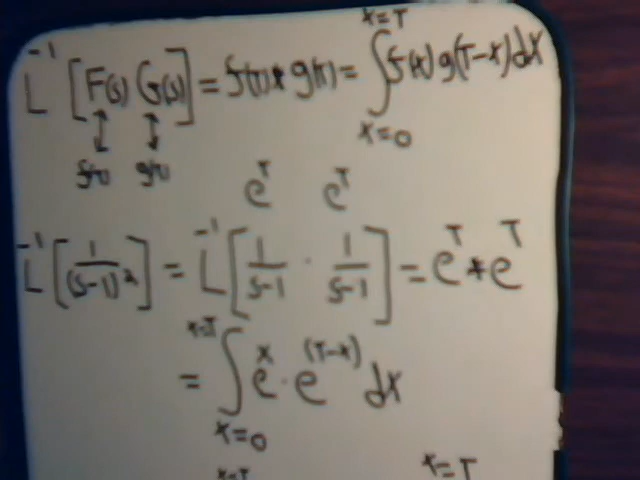 x=T
L⁻¹[F(s) G(s)] = f(T) * g(T) = ∫ f(x) g(T-x) dx
↕ ↕ x=0
f(T) g(T)
e^T e^T
L⁻¹[1/(s-1)²] = L⁻¹[1/(s-1) · 1/(s-1)] = e^T * e^T
x=T
= ∫ e^x · e^(T-x) dx
x=0
x=T x=T